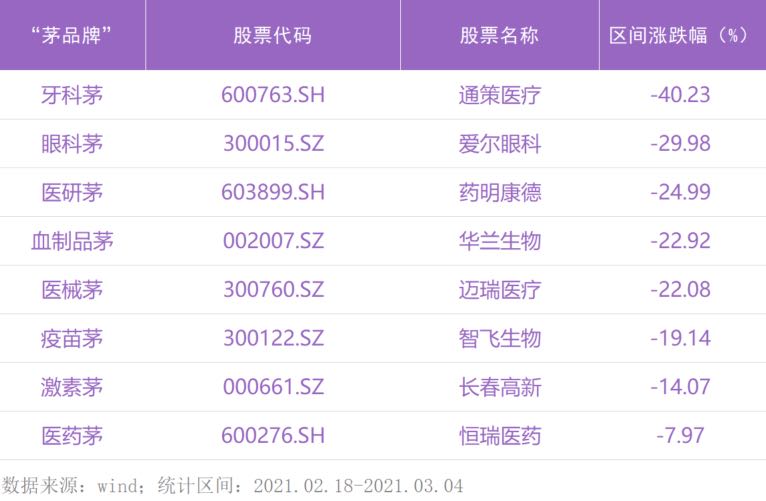 “茅品牌” 股票代码 股票名称 区间涨跌幅（%）
牙科茅 600763.SH 通策医疗 -40.23
眼科茅 300015.SZ 爱尔眼科 -29.98
医研茅 603899.SH 药明康德 -24.99
血制品茅 002007.SZ 华兰生物 -22.92
医械茅 300760.SZ 迈瑞医疗 -22.08
疫苗茅 300122.SZ 智飞生物 -19.14
激素茅 000661.SZ 长春高新 -14.07
医药茅 600276.SH 恒瑞医药 -7.97
数据来源：wind；统计区间：2021.02.18-2021.03.04